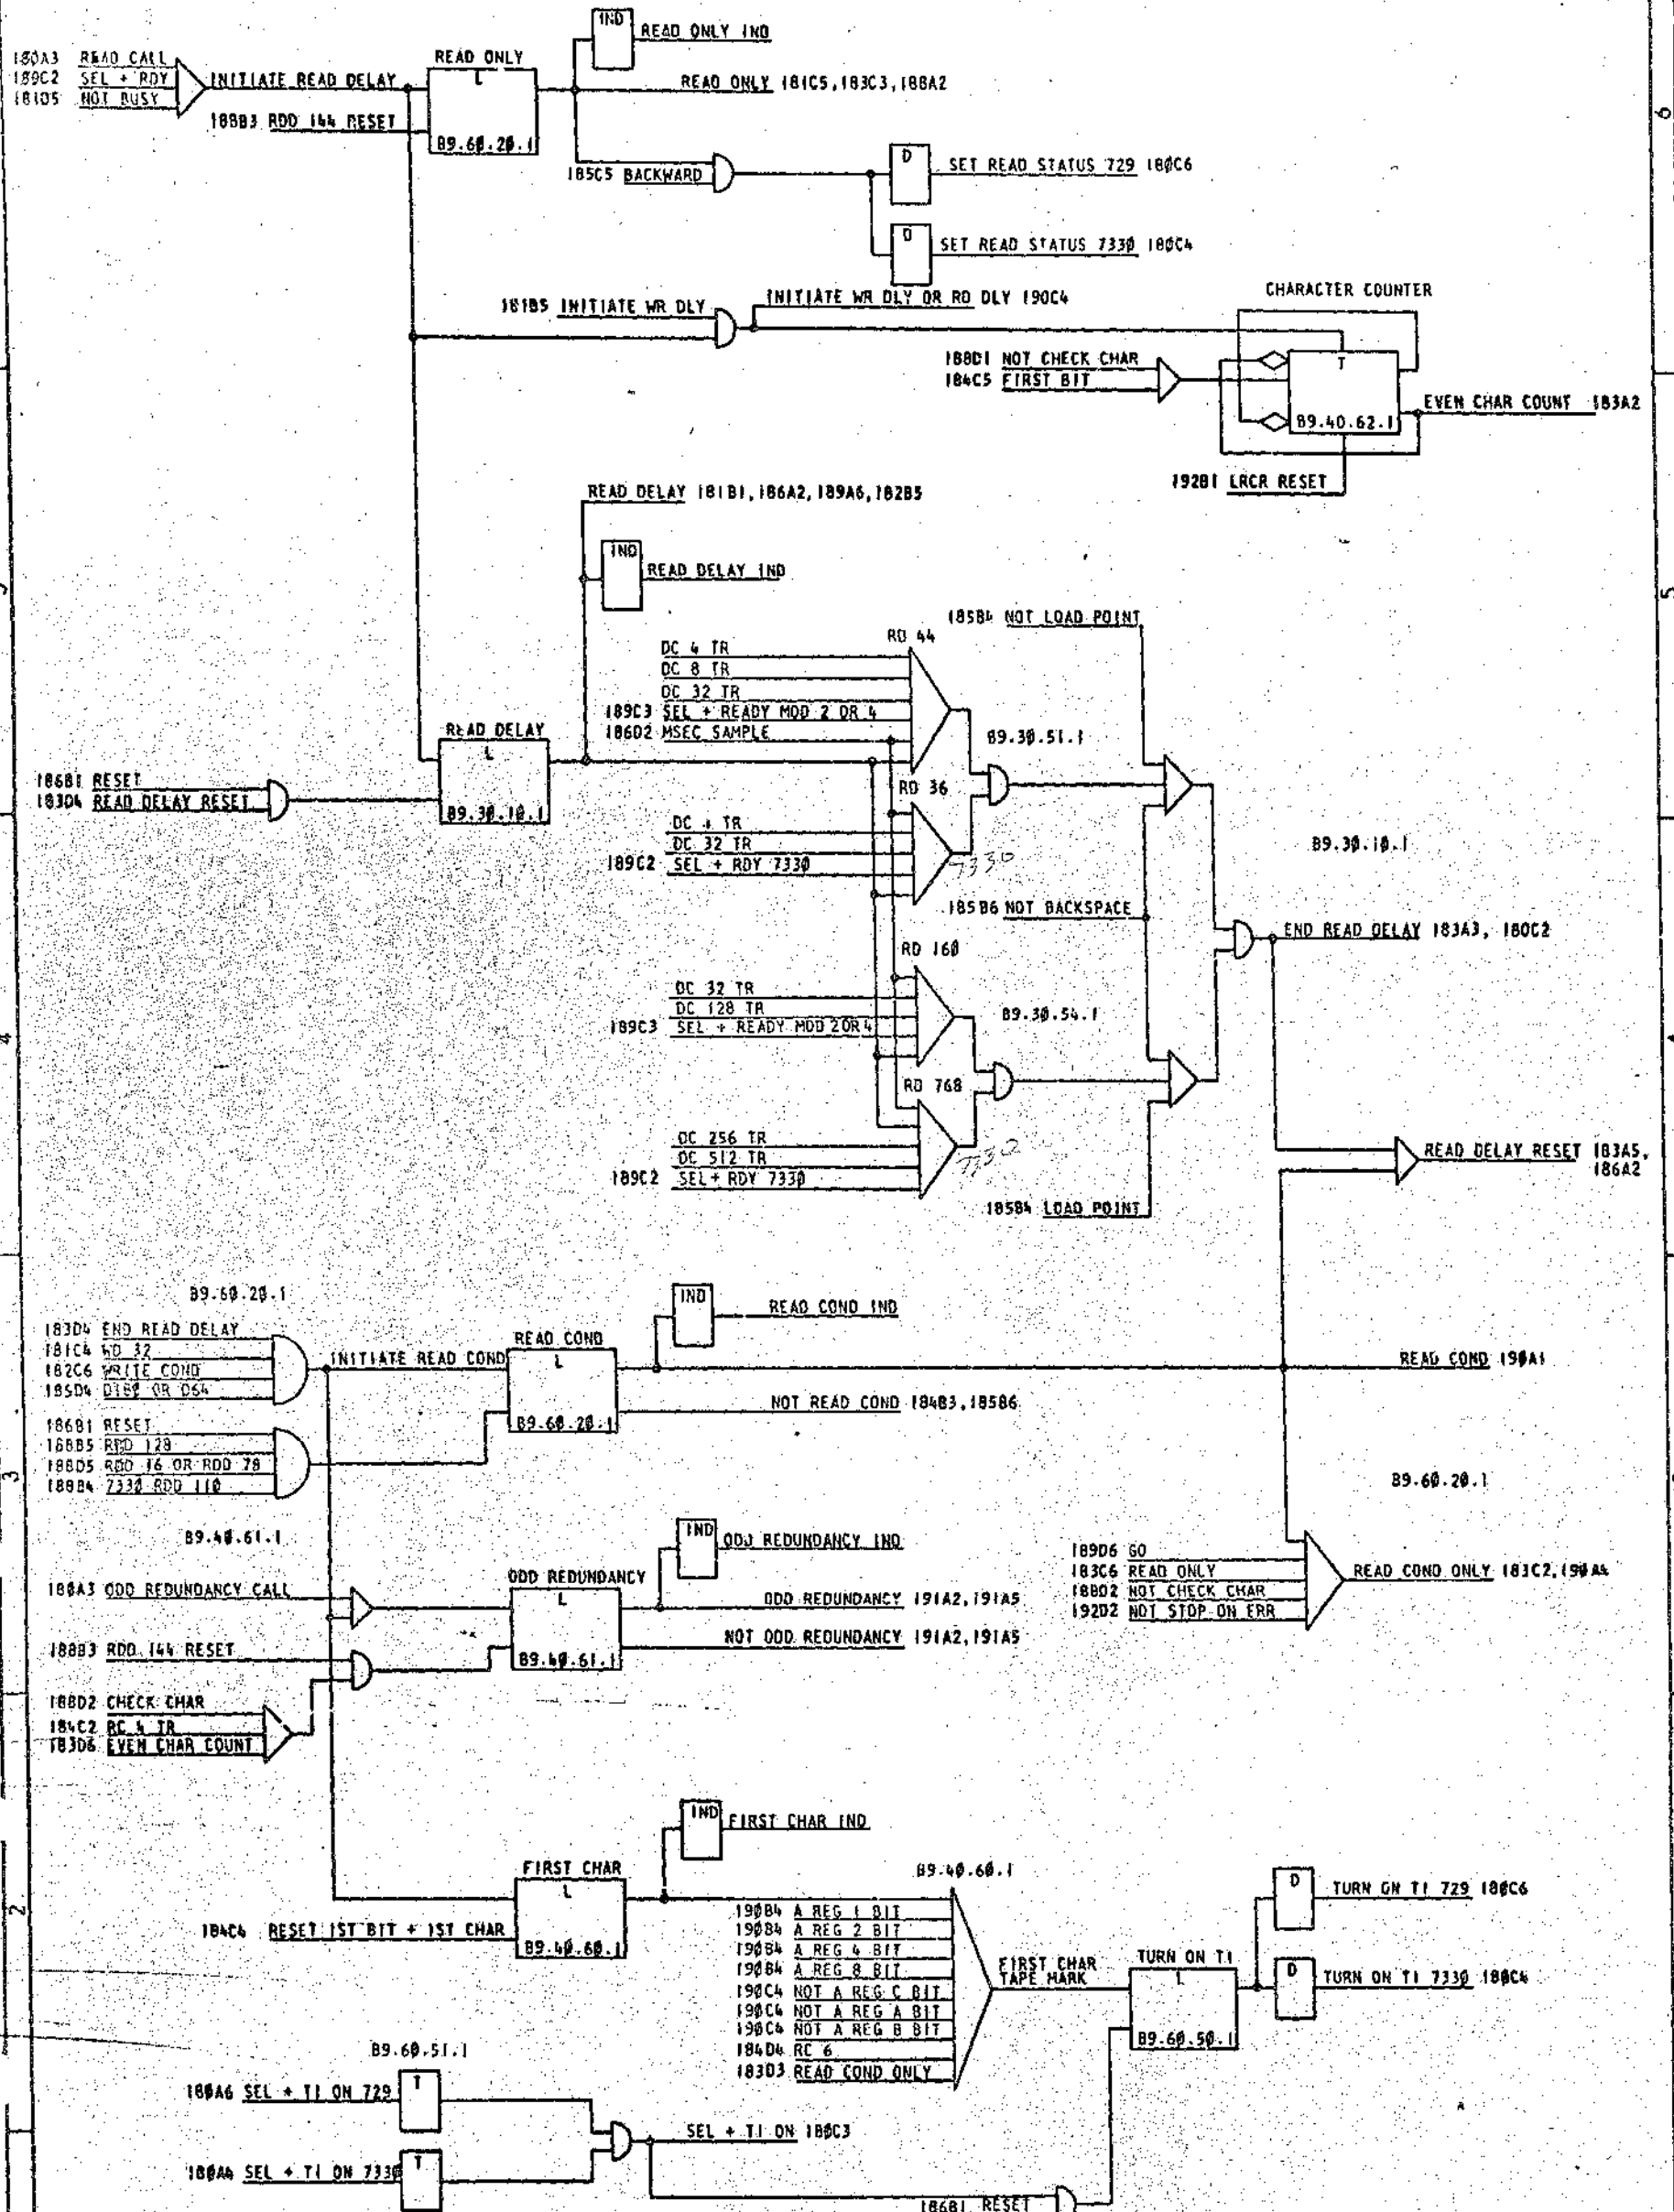 IND READ ONLY IND
180A3 READ CALL
189C2 SEL + RDY
181D5 NOT BUSY
INITIATE READ DELAY
READ ONLY
L
B9.60.20.1
188B3 RDD 144 RESET
READ ONLY 181C5,183C3,188A2
185C5 BACKWARD
D SET READ STATUS 729 180C6
D SET READ STATUS 7330 180C4
6
181B5 INITIATE WR DLY
INITIATE WR DLY OR RD DLY 190C4
CHARACTER COUNTER
188D1 NOT CHECK CHAR
184C5 FIRST BIT
T
B9.40.62.1
EVEN CHAR COUNT 183A2
192B1 LRCR RESET
READ DELAY 181B1,186A2,189A6,182B5
IND READ DELAY IND
5
185B4 NOT LOAD POINT
RD 44
DC 4 TR
DC 8 TR
DC 32 TR
189C3 SEL + READY MOD 2 OR 4
186D2 MSEC SAMPLE
B9.30.51.1
READ DELAY
L
B9.30.10.1
186B1 RESET
183D4 READ DELAY RESET
RD 36
DC 4 TR
DC 32 TR
189C2 SEL + RDY 7330
7330
B9.30.10.1
185B6 NOT BACKSPACE
END READ DELAY 183A3, 180C2
RD 160
DC 32 TR
DC 128 TR
189C3 SEL + READY MOD 2 OR 4
B9.30.54.1
4
RD 768
DC 256 TR
DC 512 TR
189C2 SEL + RDY 7330
7330
185B4 LOAD POINT
READ DELAY RESET 183A5,
186A2
B9.60.20.1
183D4 END READ DELAY
181C4 WD 32
182C6 WRITE COND
185D4 D180 OR D64
INITIATE READ COND
READ COND
L
B9.60.20.1
IND READ COND IND
READ COND 190A1
NOT READ COND 184B3,185B6
186B1 RESET
188B5 RDD 128
188D5 RDD 16 OR RDD 78
188B4 7330 RDD 110
3
B9.60.20.1
B9.40.61.1
180A3 ODD REDUNDANCY CALL
ODD REDUNDANCY
L
B9.40.61.1
IND ODD REDUNDANCY IND
ODD REDUNDANCY 191A2,191A5
NOT ODD REDUNDANCY 191A2,191A5
188B3 RDD 144 RESET
188D2 CHECK CHAR
184C2 RC 4 TR
183D6 EVEN CHAR COUNT
189D6 GO
183C6 READ ONLY
188D2 NOT CHECK CHAR
192D2 NOT STOP ON ERR
READ COND ONLY 183C2,190A4
IND FIRST CHAR IND
FIRST CHAR
L
B9.40.60.1
184C4 RESET 1ST BIT + 1ST CHAR
2
B9.40.60.1
190B4 A REG 1 BIT
190B4 A REG 2 BIT
190B4 A REG 4 BIT
190B4 A REG 8 BIT
190C4 NOT A REG C BIT
190C4 NOT A REG A BIT
190C4 NOT A REG B BIT
184D4 RC 6
183D3 READ COND ONLY
FIRST CHAR
TAPE MARK
TURN ON TI
L
B9.60.50.1
D TURN ON TI 729 180C6
D TURN ON TI 7330 180C4
B9.60.51.1
180A6 SEL + TI ON 729 T
180A4 SEL + TI ON 7330 T
SEL + TI ON 180C3
186B1 RESET